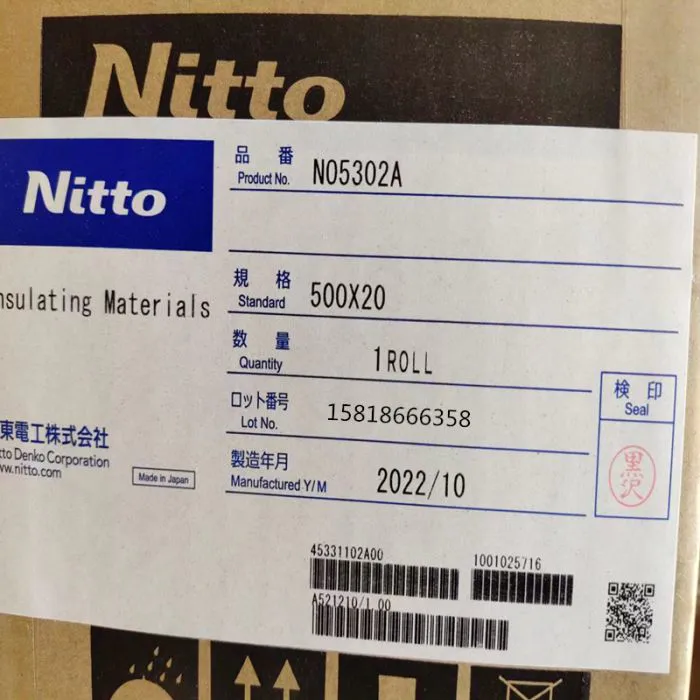 Nitto
Nitto
nsulating Materials
東電工株式会社
tto Denko Corporation
ww.nitto.com
Made in Japan
品番 NO5302A
Product No.
規格 500X20
Standard
数量 1ROLL
Quantity
ロット番号 15818666358
Lot No.
製造年月 2022/10
Manufactured Y/M
検印
Seal
黒沢
45331102A00
1001025716
A521210/1.00